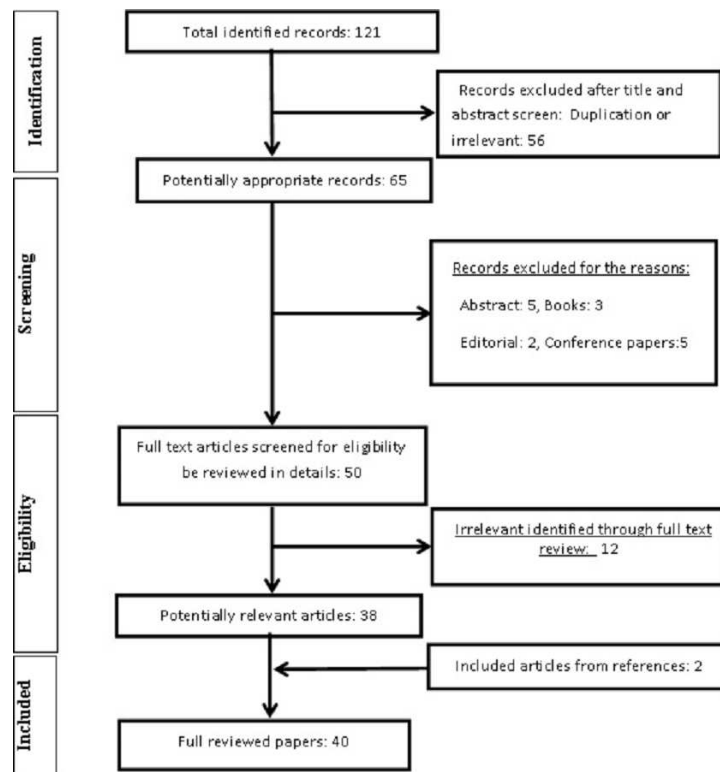 Identification
Total identified records: 121
Records excluded after title and
abstract screen: Duplication or
irrelevant: 56
Potentially appropriate records: 65
Screening
Records excluded for the reasons:
Abstract: 5, Books: 3
Editorial: 2, Conference papers:5
Eligibility
Full text articles screened for eligibility
be reviewed in details: 50
Irrelevant identified through full text
review: 12
Potentially relevant articles: 38
Included
Included articles from references: 2
Full reviewed papers: 40